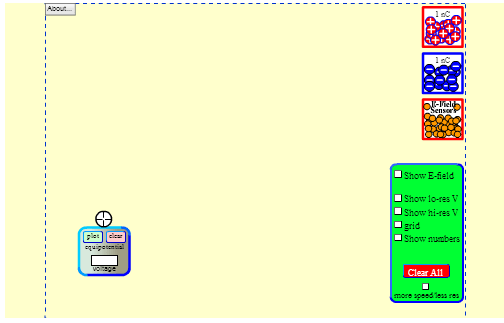 About...
1 nC
1 nC
E-Field
Sensors
Show E-field
Show lo-res V
Show hi-res V
grid
Show numbers
plot clear
equipotential
voltage
Clear All
more speed/less res